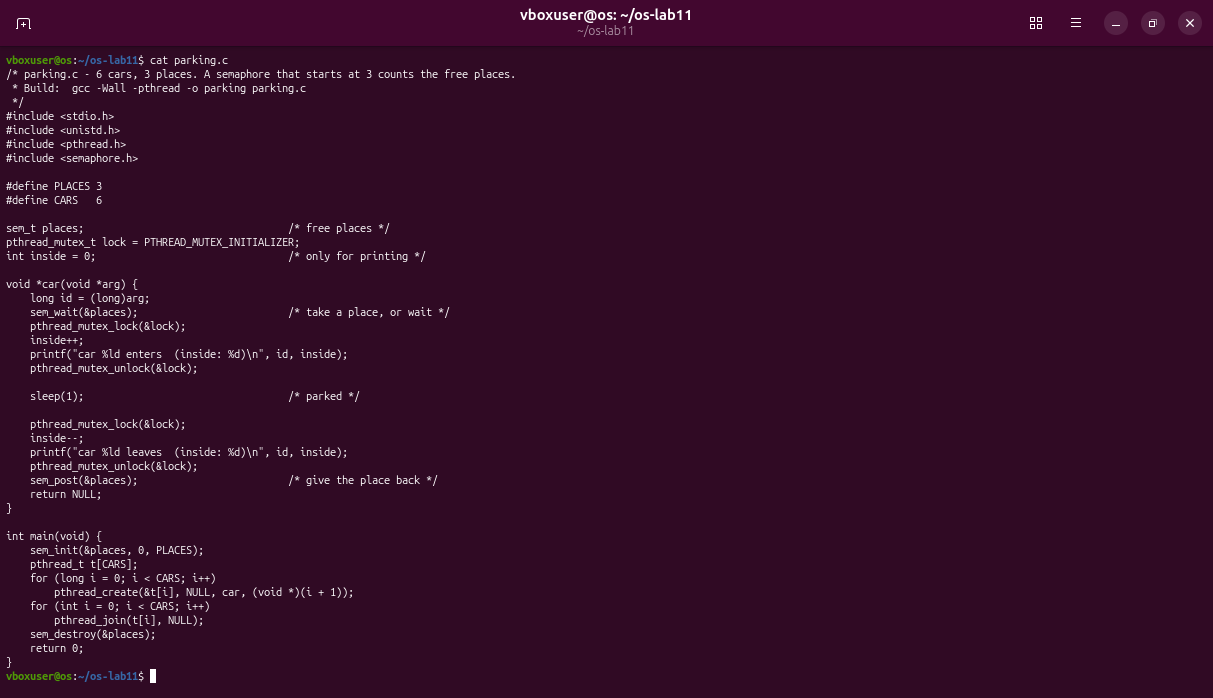 vboxuser@os: ~/os-lab11
~/os-lab11
vboxuser@os:~/os-lab11$ cat parking.c
/* parking.c - 6 cars, 3 places. A semaphore that starts at 3 counts the free places.
 * Build:  gcc -Wall -pthread -o parking parking.c
 */
#include <stdio.h>
#include <unistd.h>
#include <pthread.h>
#include <semaphore.h>

#define PLACES 3
#define CARS   6

sem_t places;                                  /* free places */
pthread_mutex_t lock = PTHREAD_MUTEX_INITIALIZER;
int inside = 0;                                /* only for printing */

void *car(void *arg) {
    long id = (long)arg;
    sem_wait(&places);                         /* take a place, or wait */
    pthread_mutex_lock(&lock);
    inside++;
    printf("car %ld enters  (inside: %d)\n", id, inside);
    pthread_mutex_unlock(&lock);

    sleep(1);                                  /* parked */

    pthread_mutex_lock(&lock);
    inside--;
    printf("car %ld leaves  (inside: %d)\n", id, inside);
    pthread_mutex_unlock(&lock);
    sem_post(&places);                         /* give the place back */
    return NULL;
}

int main(void) {
    sem_init(&places, 0, PLACES);
    pthread_t t[CARS];
    for (long i = 0; i < CARS; i++)
        pthread_create(&t[i], NULL, car, (void *)(i + 1));
    for (int i = 0; i < CARS; i++)
        pthread_join(t[i], NULL);
    sem_destroy(&places);
    return 0;
}
vboxuser@os:~/os-lab11$